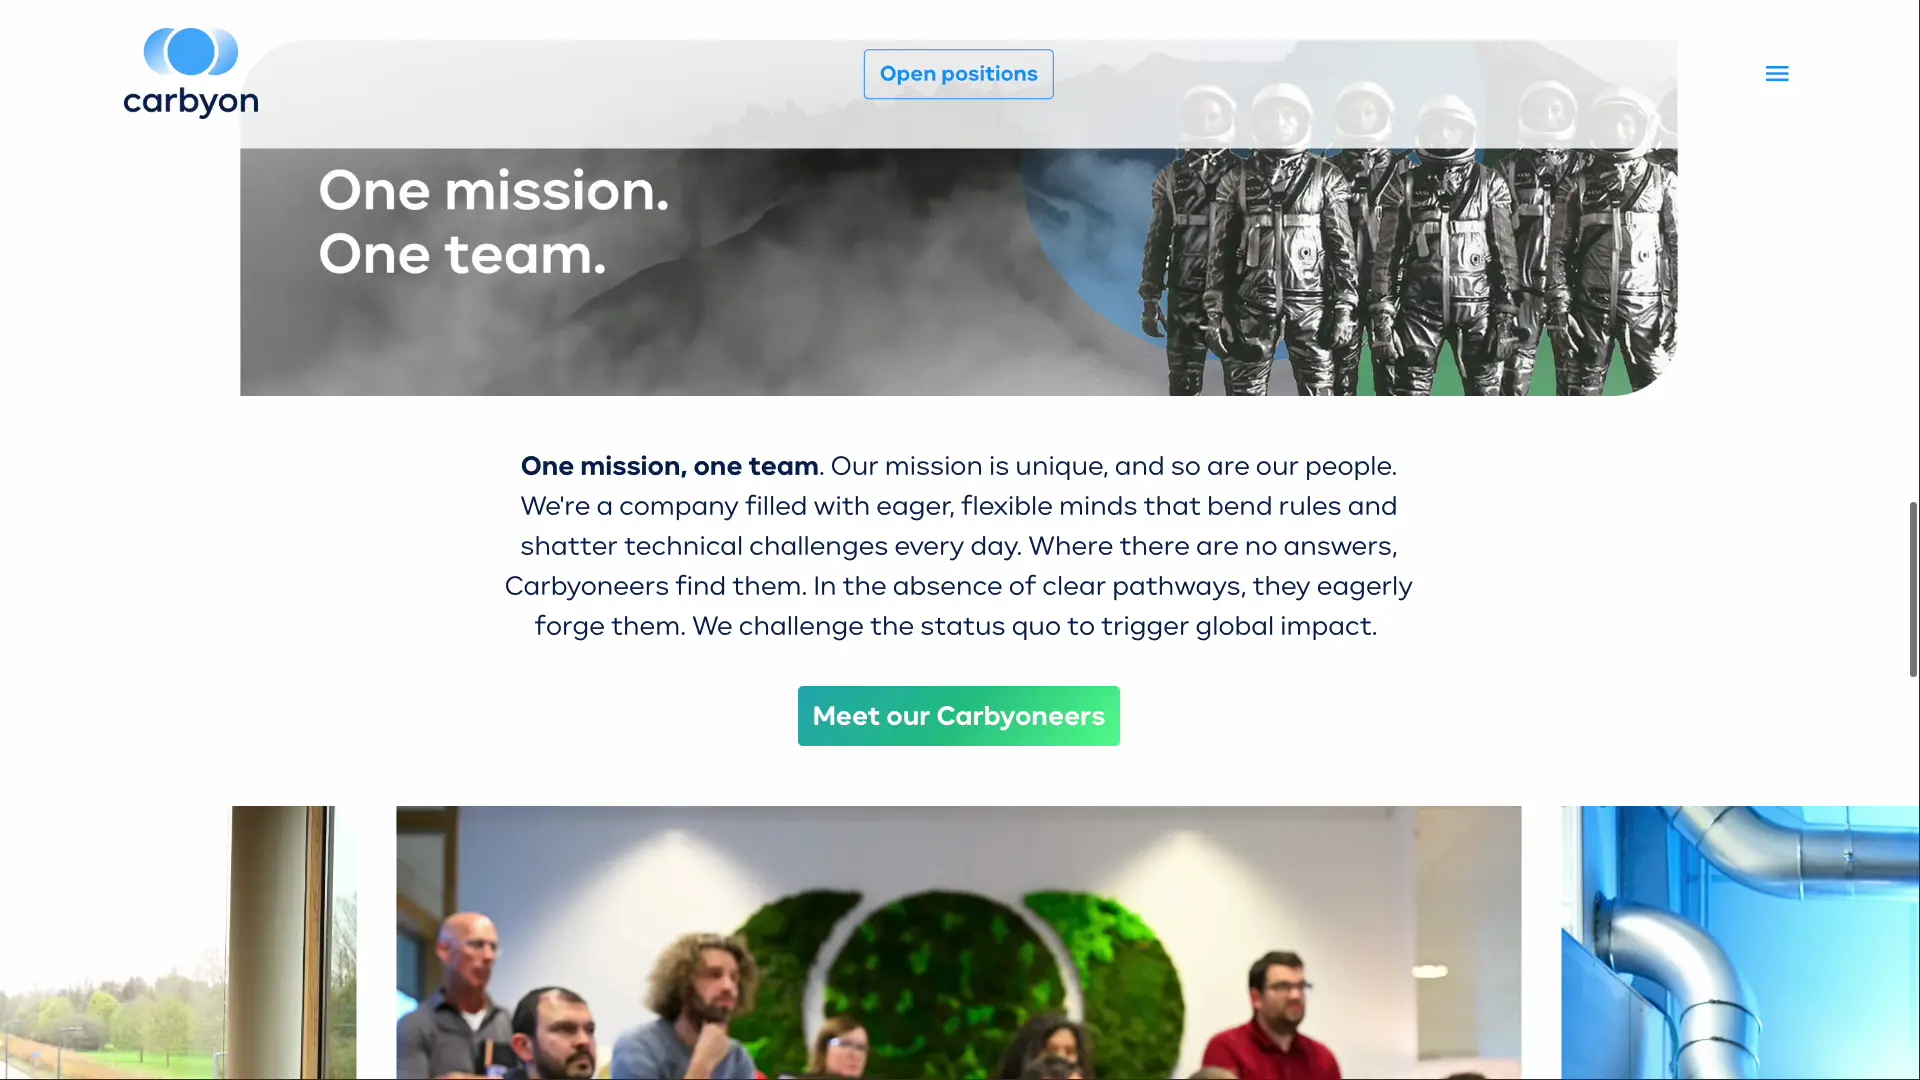 carbyon
Open positions
One mission.
One team.
One mission, one team. Our mission is unique, and so are our people.
We're a company filled with eager, flexible minds that bend rules and
shatter technical challenges every day. Where there are no answers,
Carbyoneers find them. In the absence of clear pathways, they eagerly
forge them. We challenge the status quo to trigger global impact.
Meet our Carbyoneers